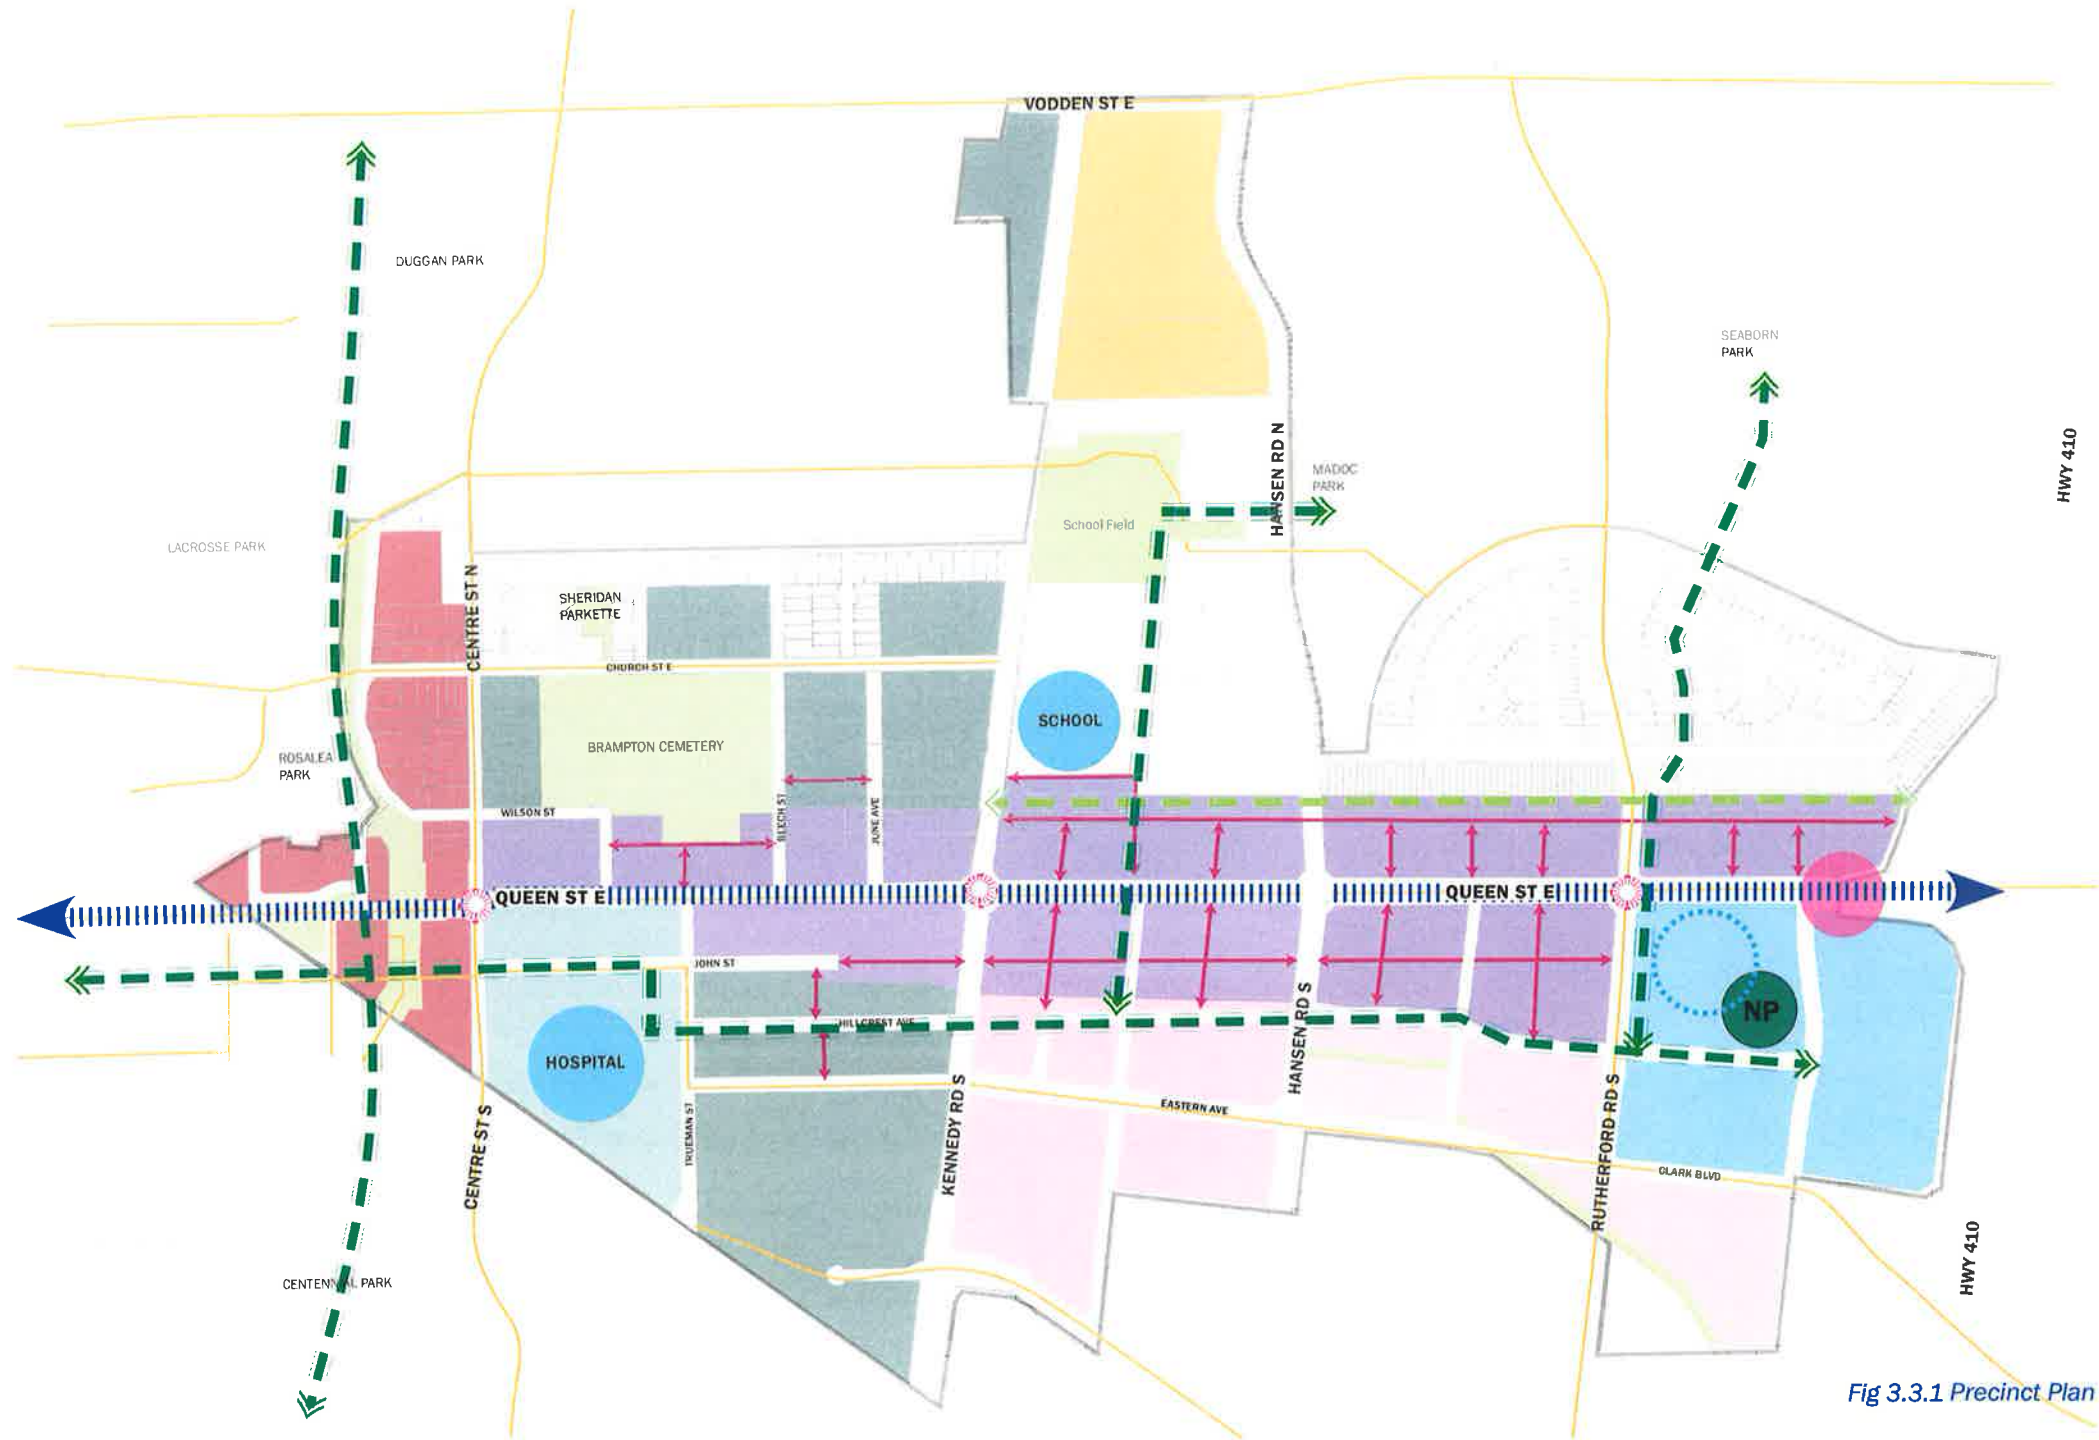 VODDEN ST E
DUGGAN PARK
SEABORN
PARK
HWY 410
HANSEN RD N
MADOC
PARK
School Field
LACROSSE PARK
CENTRE ST N
SHERIDAN
PARKETTE
CHURCH ST E
SCHOOL
BRAMPTON CEMETERY
ROSALEA
PARK
WILSON ST
BEECH ST
JUNE AVE
QUEEN ST E
QUEEN ST E
JOHN ST
NP
HILLCREST AVE
HOSPITAL
HANSEN RD S
EASTERN AVE
TRUEMAN ST
KENNEDY RD S
CENTRE ST S
RUTHERFORD RD S
CLARK BLVD
HWY 410
CENTENNIAL PARK
Fig 3.3.1 Precinct Plan